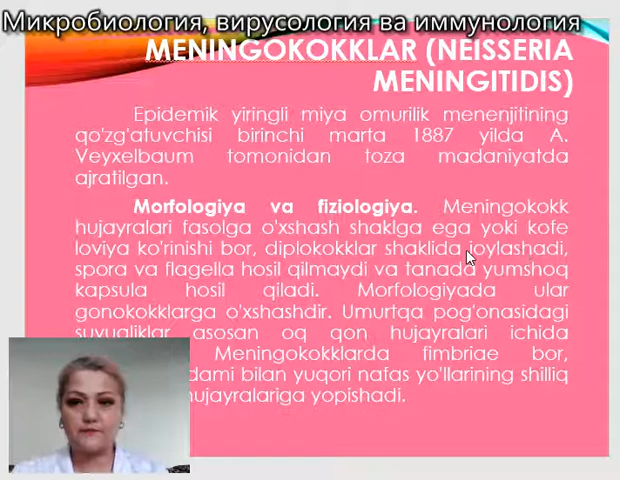 Микробиология, вирусология ва иммунология
MENINGOKOKKLAR (NEISSERIA
MENINGITIDIS)
Epidemik yiringli miya omurilik menenjitining
qo'zg'atuvchisi birinchi marta 1887 yilda A.
Veyxelbaum tomonidan toza madaniyatda
ajratilgan.
Morfologiya va fiziologiya. Meningokokk
hujayralari fasolga o'xshash shaklga ega yoki kofe
loviya ko'rinishi bor, diplokokklar shaklida joylashadi,
spora va flagella hosil qilmaydi va tanada yumshoq
kapsula hosil qiladi. Morfologiyada ular
gonokokklarga o'xshashdir. Umurtqa pog'onasidagi
suyuqliklar asosan oq qon hujayralari ichida
Meningokokklarda fimbriae bor,
dami bilan yuqori nafas yo'llarining shilliq
hujayralariga yopishadi.